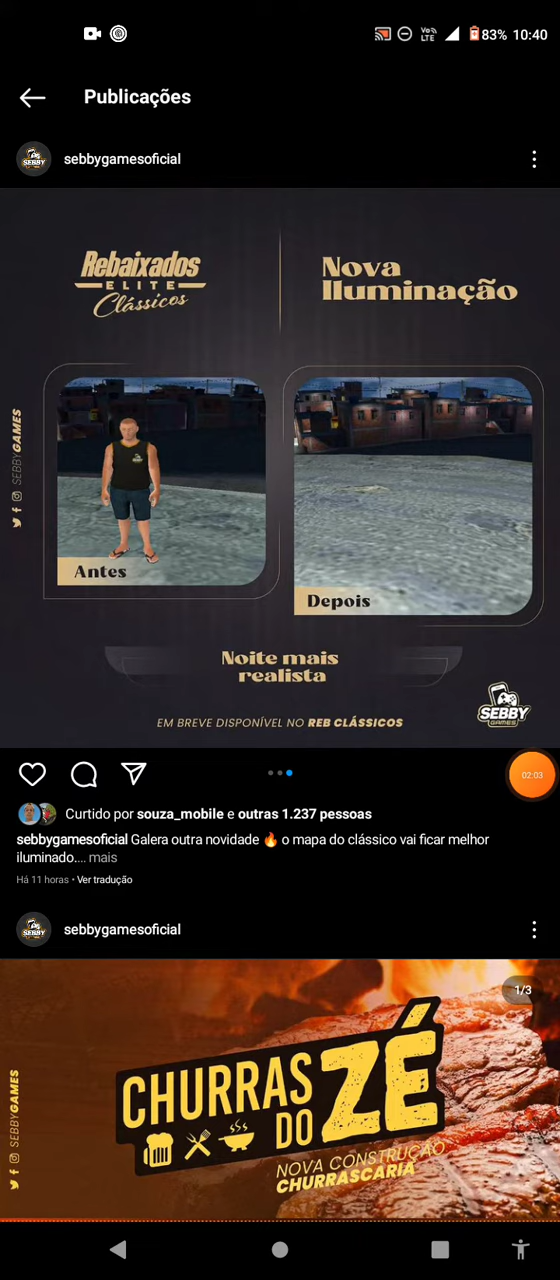 Vo LTE 83% 10:40
Publicações
sebbygamesoficial
Rebaixados
ELITE
Clássicos
Nova
Iluminação
SEBBYGAMES
Antes
Depois
Noite mais
realista
EM BREVE DISPONÍVEL NO REB CLÁSSICOS
SEBBY
GAMES
02:03
Curtido por souza_mobile e outras 1.237 pessoas
sebbygamesoficial Galera outra novidade 🔥 o mapa do clássico vai ficar melhor
iluminado.... mais
Há 11 horas • Ver tradução
sebbygamesoficial
1/3
CHURRAS
DO ZÉ
NOVA CONSTRUÇÃO
CHURRASCARIA
SEBBYGAMES